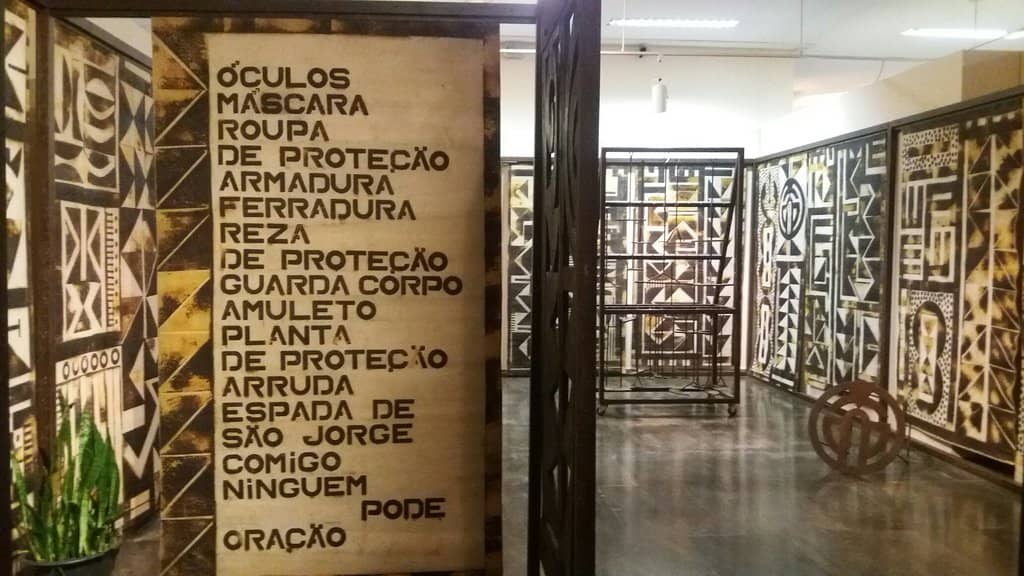 ÓCULOS
MÁSCARA
ROUPA
DE PROTEÇÃO
ARMADURA
FERRADURA
REZA
DE PROTEÇÃO
GUARDA CORPO
AMULETO
PLANTA
DE PROTEÇÃO
ARRUDA
ESPADA DE
SÃO JORGE
COMiGO
NiNGUEM
PODE
ORAÇÃO